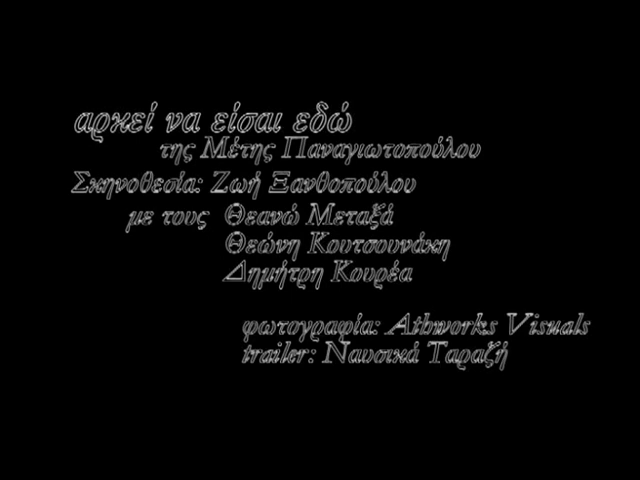 αρκεί να είσαι εδώ
της Μέτης Παναγιωτοπούλου
Σκηνοθεσία: Ζωή Ξανθοπούλου
με τους Θεανώ Μεταξά
Θεώνη Κουτσουνάκη
Δημήτρη Κουρέα
φωτογραφία: Athworks Visuals
trailer: Ναυσικά Ταραζή